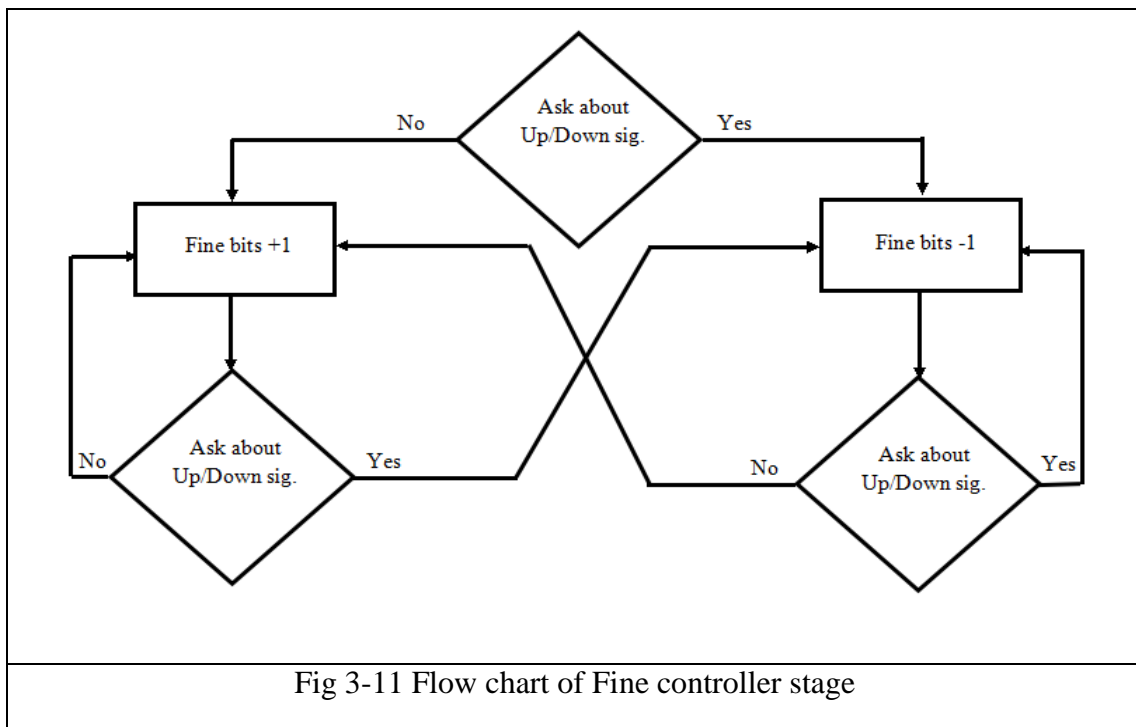 Ask about
Up/Down sig.
No
Yes
Fine bits +1
Fine bits -1
Ask about
Up/Down sig.
No
Yes
Ask about
Up/Down sig.
No
Yes
Fig 3-11 Flow chart of Fine controller stage